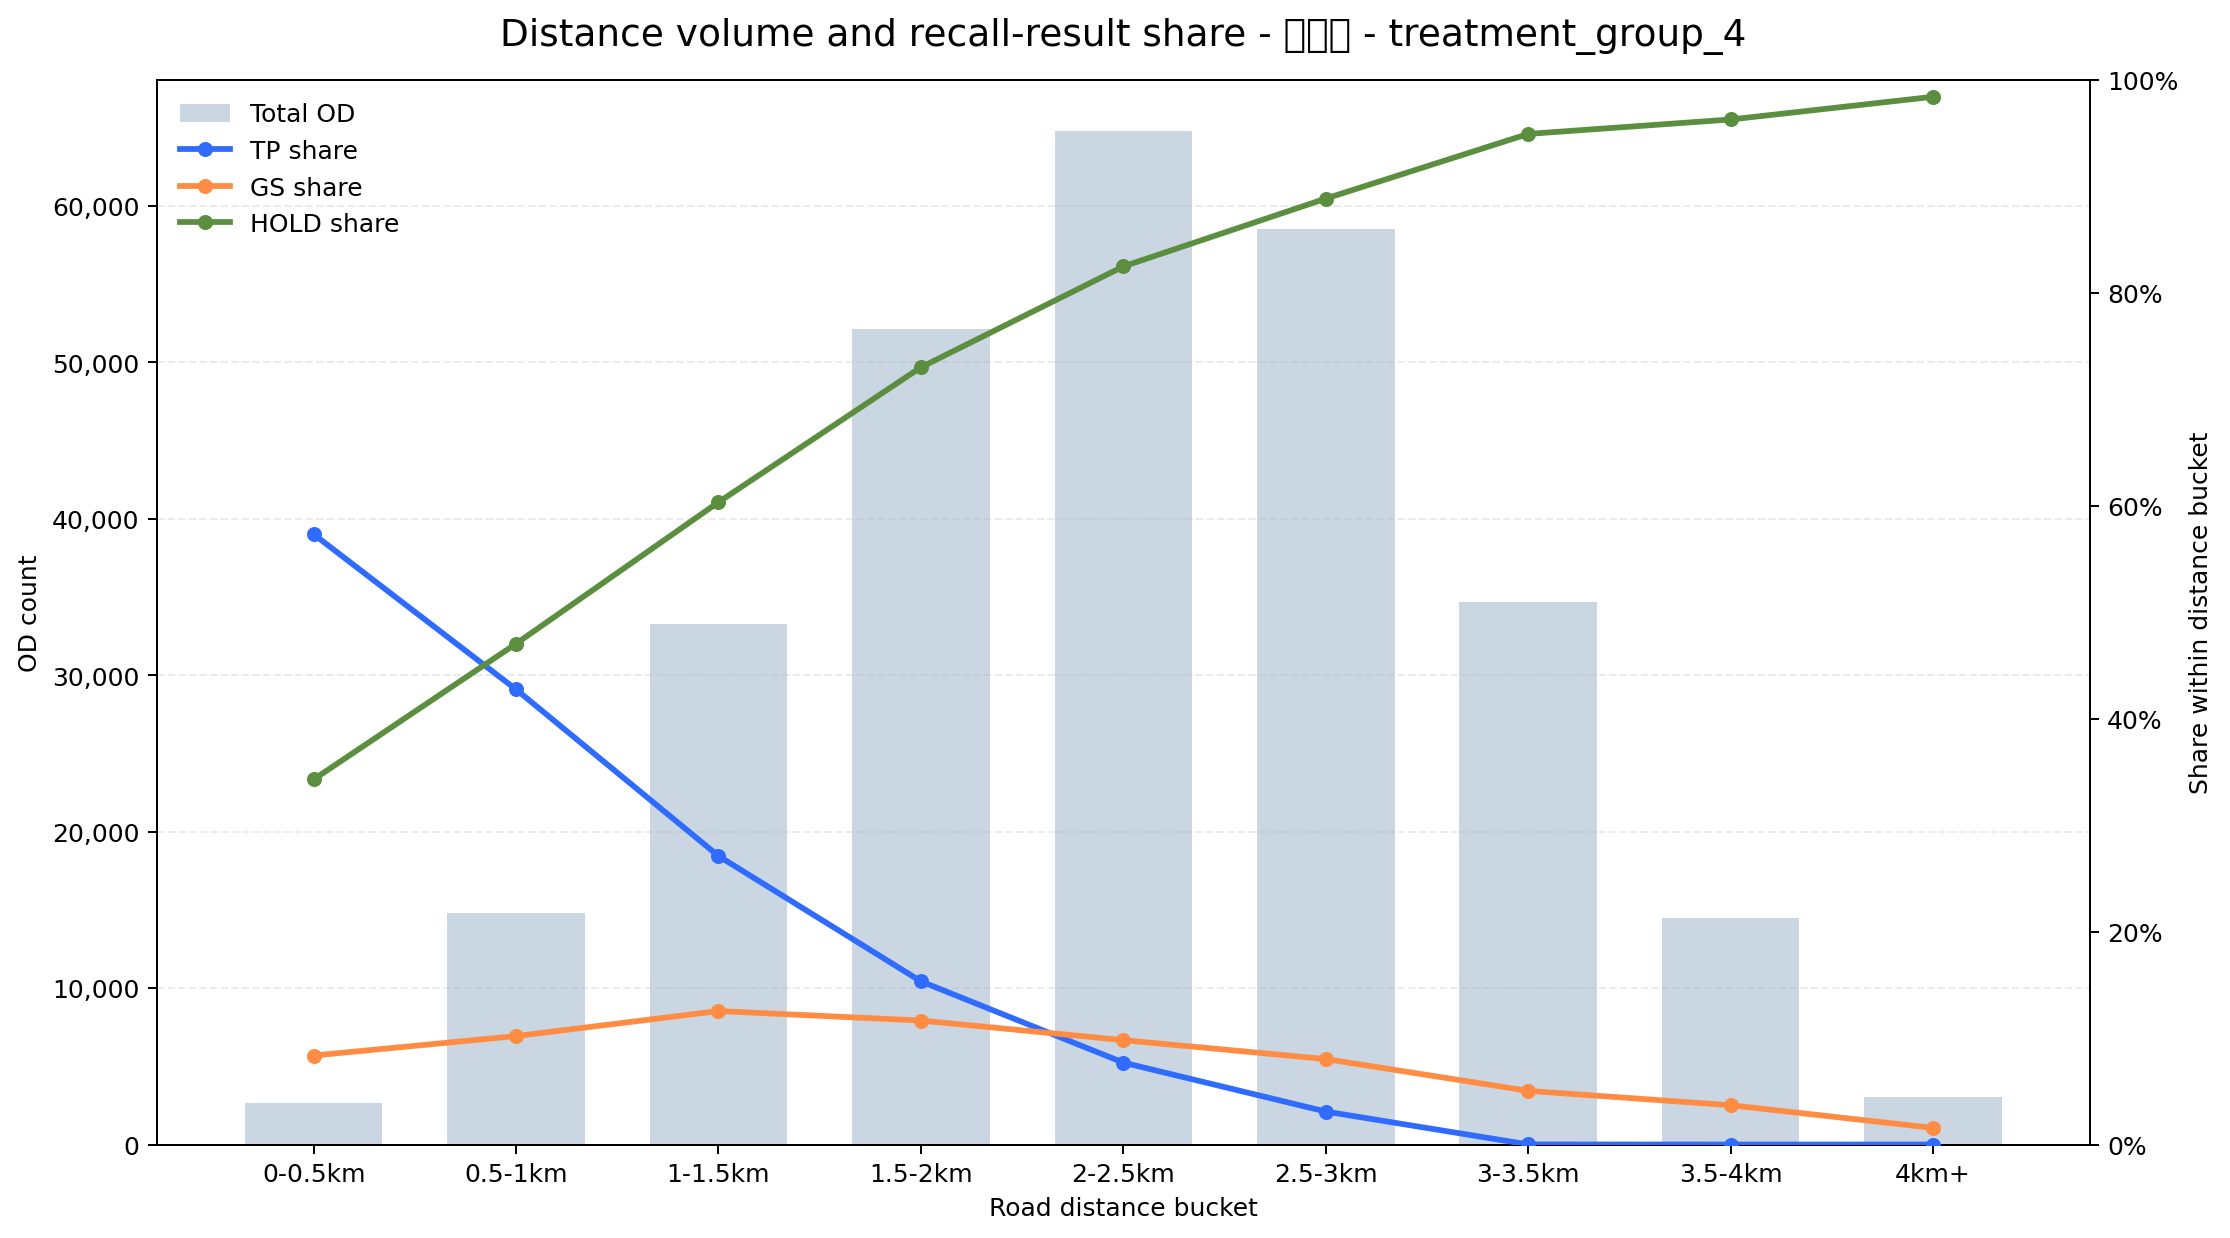 Distance volume and recall-result share - □□□ - treatment_group_4
Total OD
TP share
GS share
HOLD share
OD count
60,000
50,000
40,000
30,000
20,000
10,000
0
100%
80%
60%
40%
20%
0%
Share within distance bucket
0-0.5km
0.5-1km
1-1.5km
1.5-2km
2-2.5km
2.5-3km
3-3.5km
3.5-4km
4km+
Road distance bucket